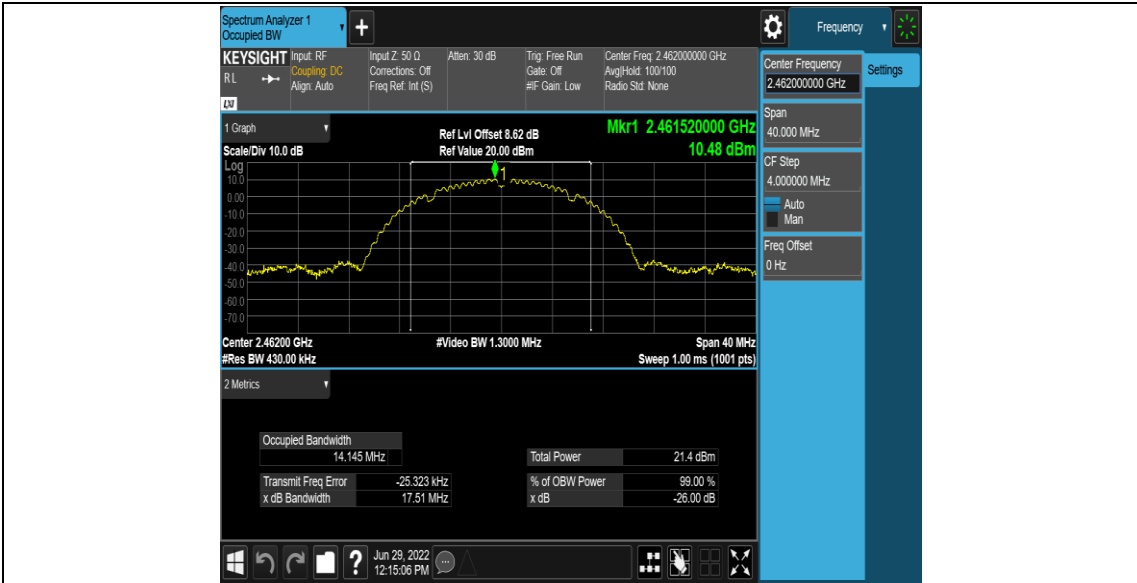 Spectrum Analyzer 1
Occupied BW
+
Frequency
KEYSIGHT
R L
LXI
Input: RF
Coupling: DC
Align: Auto
Input Z: 50 Ω
Corrections: Off
Freq Ref: Int (S)
Atten: 30 dB
Trig: Free Run
Gate: Off
#IF Gain: Low
Center Freq: 2.462000000 GHz
Avg|Hold: 100/100
Radio Std: None
Center Frequency
2.462000000 GHz
Settings
Span
40.000 MHz
CF Step
4.000000 MHz
Auto
Man
Freq Offset
0 Hz
1 Graph
Scale/Div 10.0 dB
Ref Lvl Offset 8.62 dB
Ref Value 20.00 dBm
Mkr1 2.461520000 GHz
10.48 dBm
Log
1
10.0
0.00
-10.0
-20.0
-30.0
-40.0
-50.0
-60.0
-70.0
Center 2.46200 GHz
#Res BW 430.00 kHz
#Video BW 1.3000 MHz
Span 40 MHz
Sweep 1.00 ms (1001 pts)
2 Metrics
Occupied Bandwidth
14.145 MHz
Total Power 21.4 dBm
Transmit Freq Error -25.323 kHz
% of OBW Power 99.00 %
x dB Bandwidth 17.51 MHz
x dB -26.00 dB
?
Jun 29, 2022
12:15:06 PM